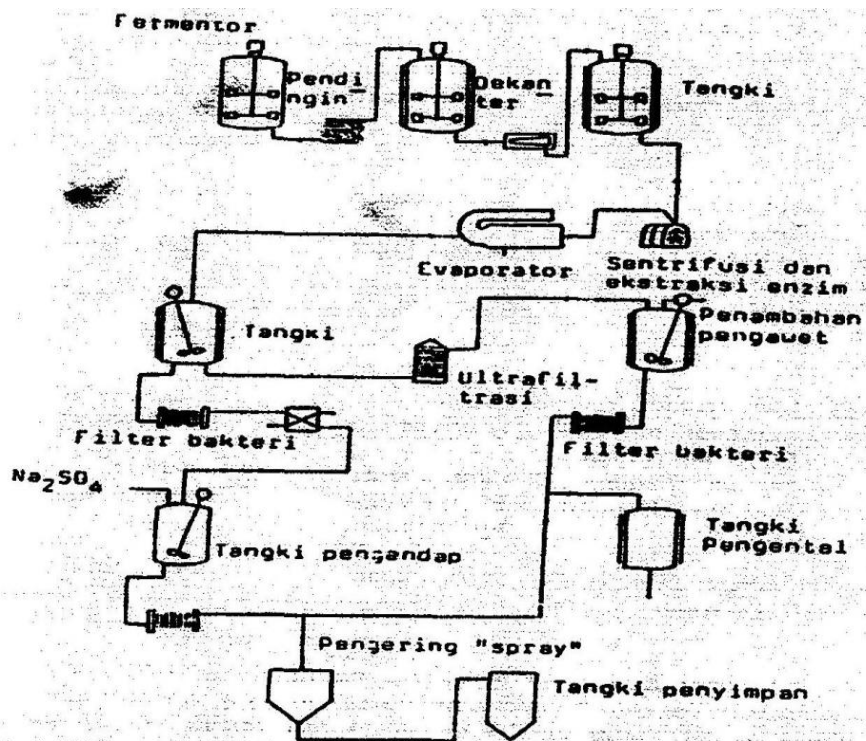 Fermentor
Pendi
ngin
Dekan
ter
Tangki
Evaporator
Sentrifusi dan
ekstraksi enzim
Tangki
Penambahan
pengawet
Ultrafil-
trasi
Filter bakteri
Filter bakteri
Na2SO4
Tangki pengendap
Tangki
Pengental
Pengering "spray"
Tangki penyimpan